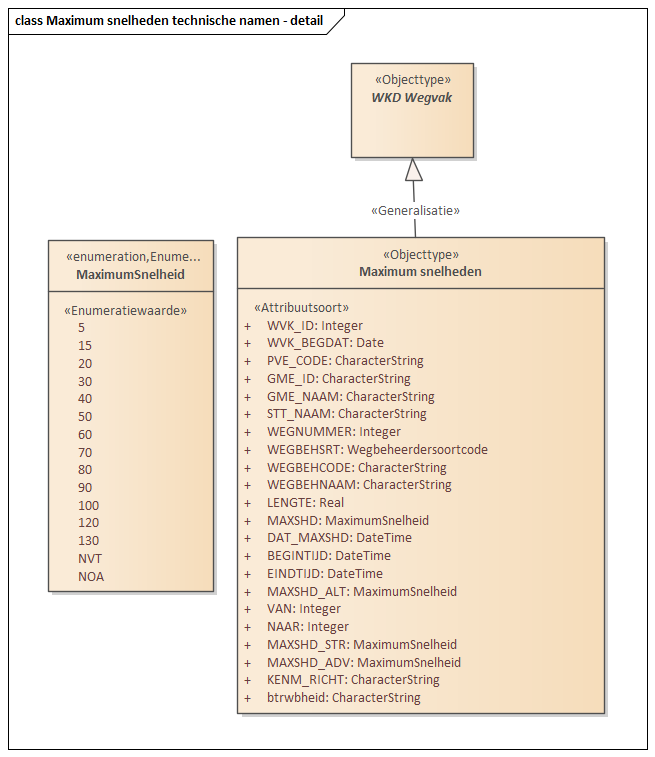 class Maximum snelheden technische namen - detail
«Objecttype»
WKD Wegvak
«Generalisatie»
«enumeration,Enume...
MaximumSnelheid
«Enumeratiewaarde»
5
15
20
30
40
50
60
70
80
90
100
120
130
NVT
NOA
«Objecttype»
Maximum snelheden
«Attribuutsoort»
+ WVK_ID: Integer
+ WVK_BEGDAT: Date
+ PVE_CODE: CharacterString
+ GME_ID: CharacterString
+ GME_NAAM: CharacterString
+ STT_NAAM: CharacterString
+ WEGNUMMER: Integer
+ WEGBEHSRT: Wegbeheerdersoortcode
+ WEGBEHCODE: CharacterString
+ WEGBEHNAAM: CharacterString
+ LENGTE: Real
+ MAXSHD: MaximumSnelheid
+ DAT_MAXSHD: DateTime
+ BEGINTIJD: DateTime
+ EINDTIJD: DateTime
+ MAXSHD_ALT: MaximumSnelheid
+ VAN: Integer
+ NAAR: Integer
+ MAXSHD_STR: MaximumSnelheid
+ MAXSHD_ADV: MaximumSnelheid
+ KENM_RICHT: CharacterString
+ btrwbheid: CharacterString